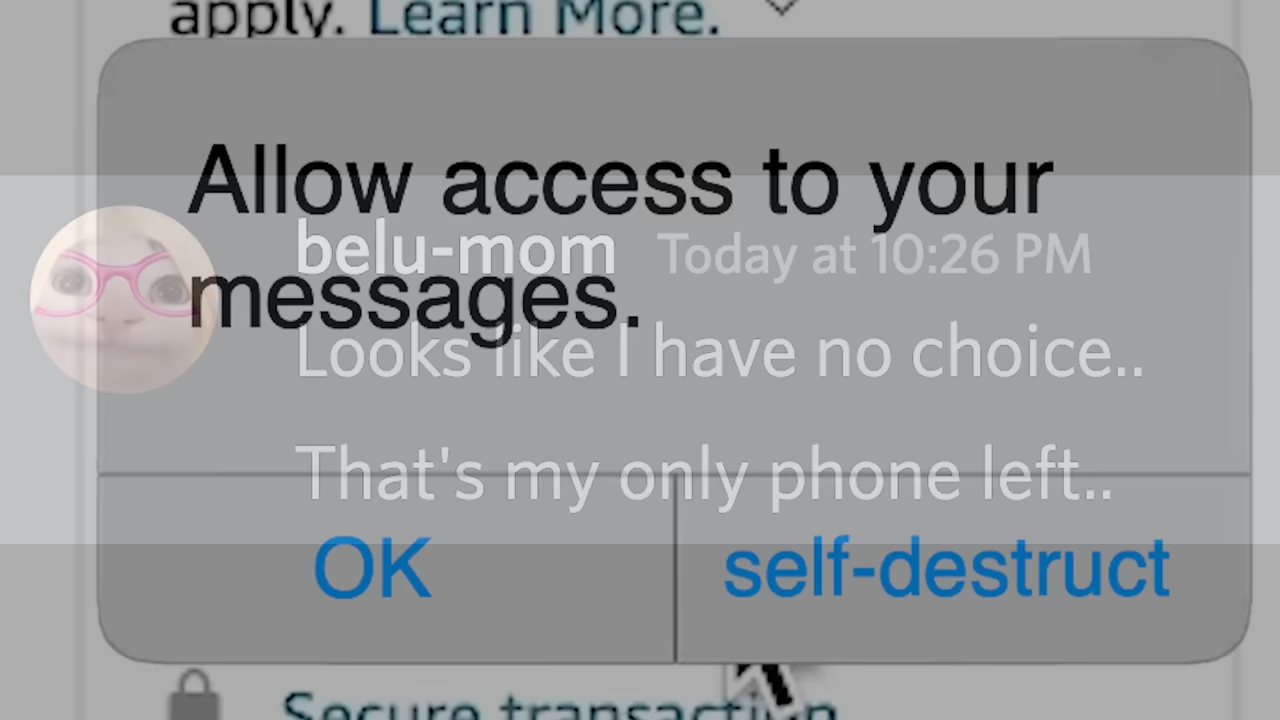 apply. Learn More.
Allow access to your
messages.
belu-mom Today at 10:26 PM
Looks like I have no choice..
That's my only phone left..
OK self-destruct
Secure transaction